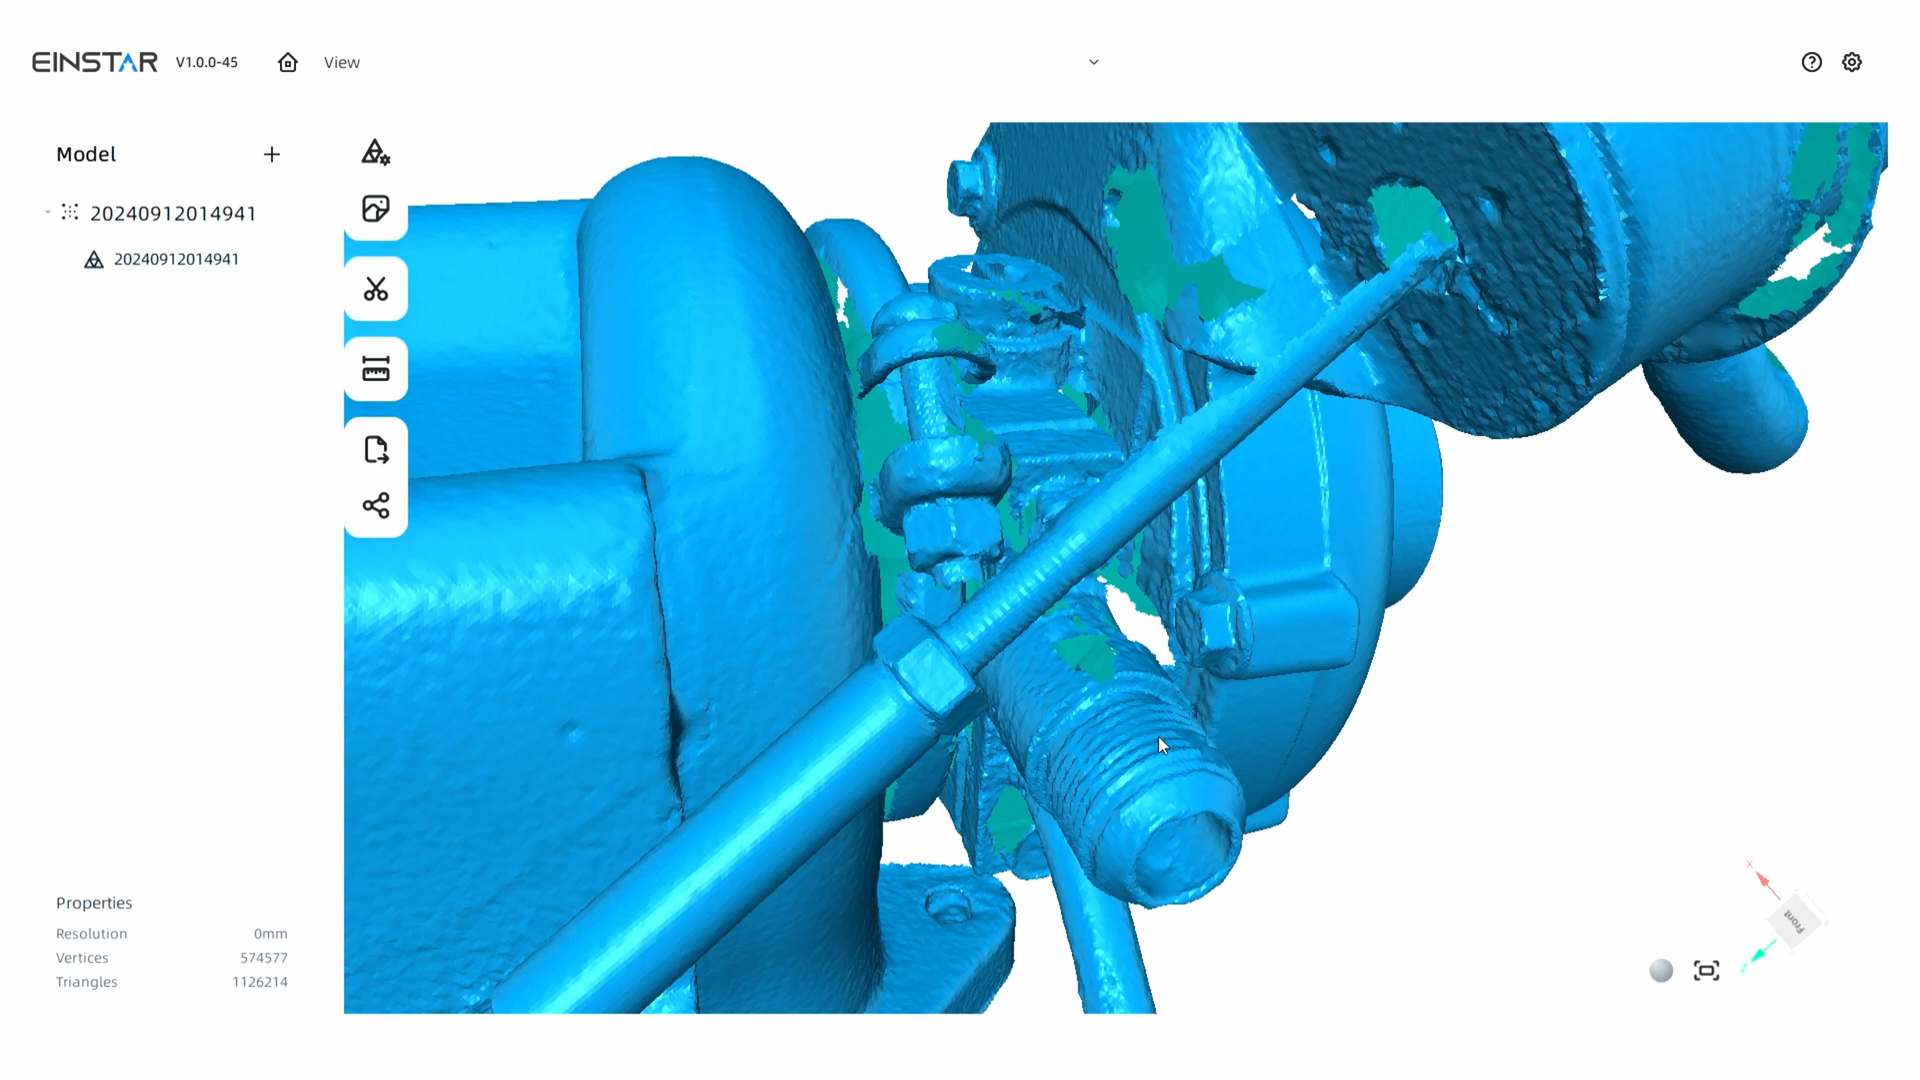 EINSTAR V1.0.0-45 View
Model
20240912014941
20240912014941
Properties
Resolution 0mm
Vertices 574577
Triangles 1126214
X
Front
Z